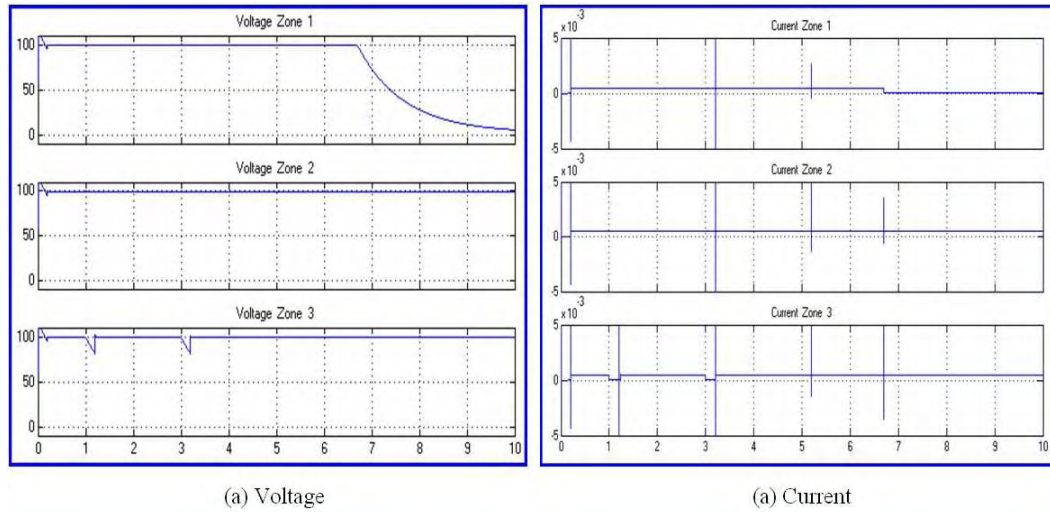 Voltage Zone 1
100
50
0
Voltage Zone 2
100
50
0
Voltage Zone 3
100
50
0
0 1 2 3 4 5 6 7 8 9 10
(a) Voltage
x 10^-3
Current Zone 1
5
0
-5
x 10^-3
Current Zone 2
5
0
-5
x 10^-3
Current Zone 3
5
0
-5
0 1 2 3 4 5 6 7 8 9 10
(a) Current